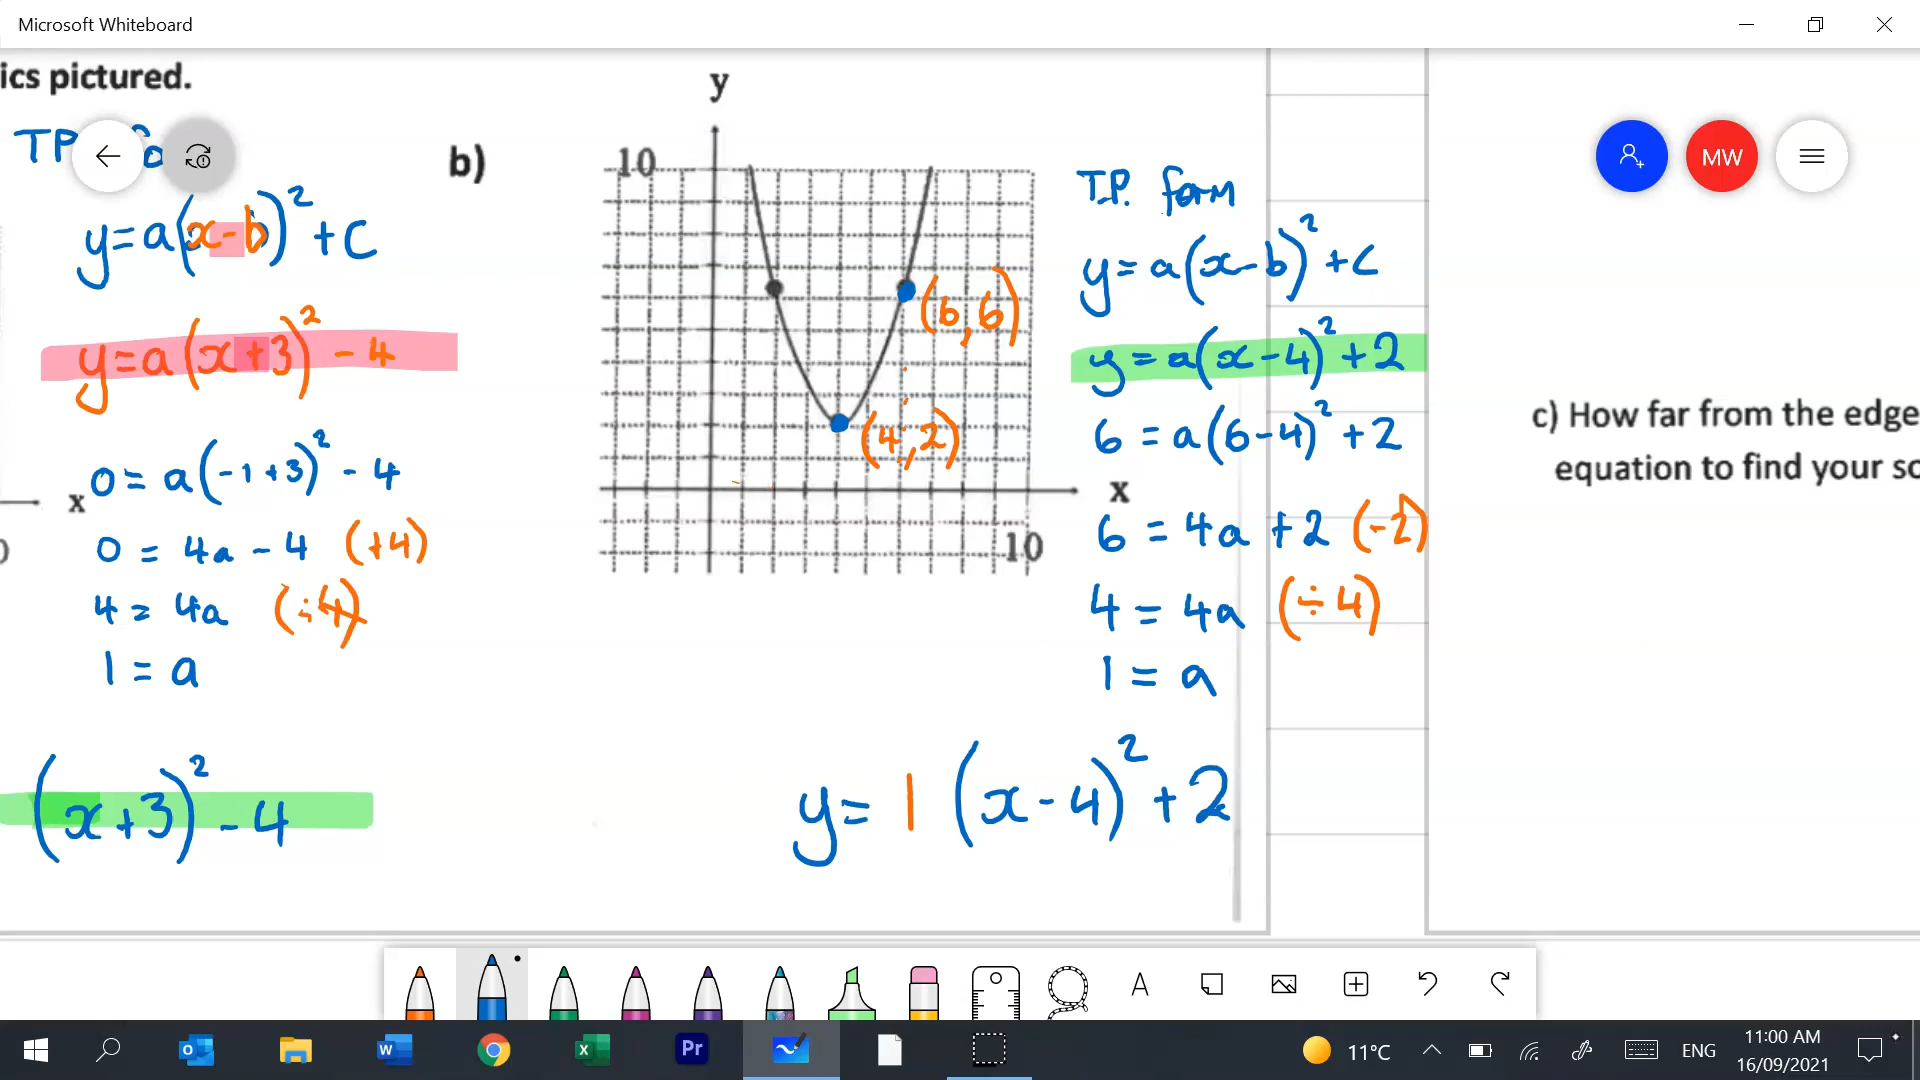 Microsoft Whiteboard
ics pictured.
TP
y=a(x-b)²+c
y=a(x+3)²-4
0=a(-1+3)²-4
x
0=4a-4 (+4)
4=4a (÷4)
1=a
(x+3)²-4
b)
y
10
(6,6)
(4,2)
x
10
T.P. form
y=a(x-b)²+c
y=a(x-4)²+2
6=a(6-4)²+2
6=4a+2 (-2)
4=4a (÷4)
1=a
y=1(x-4)²+2
MW
c) How far from the edge
equation to find your so
A
W
Pr
11°C
ENG
11:00 AM
16/09/2021